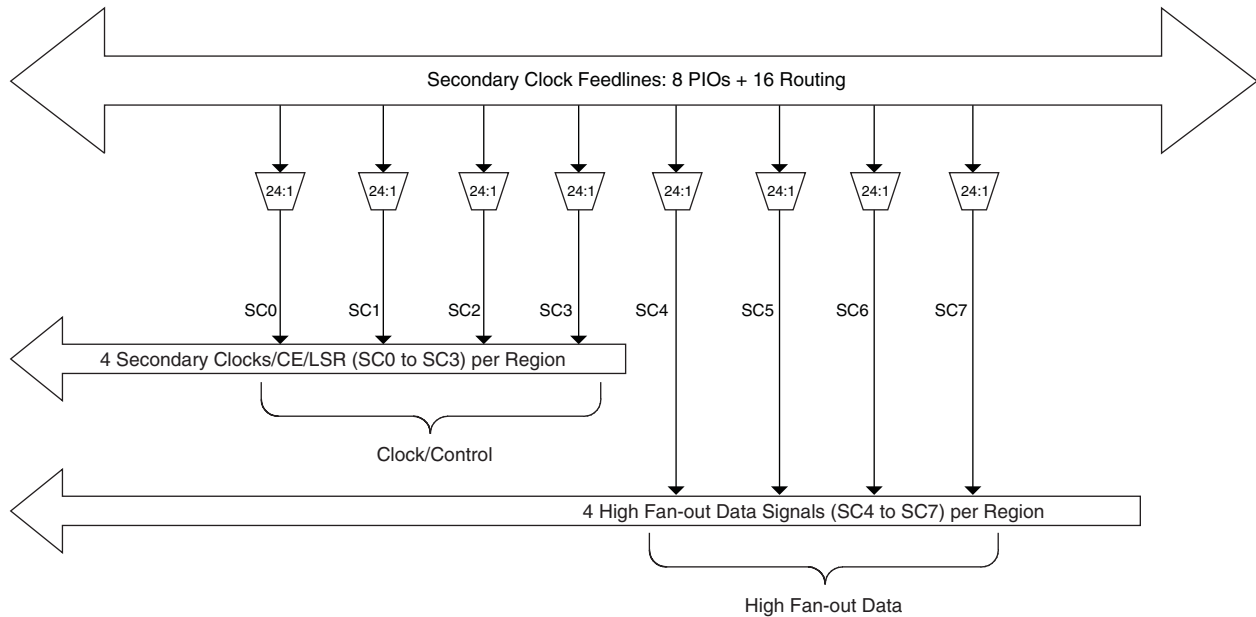 Secondary Clock Feedlines: 8 PIOs + 16 Routing
24:1 24:1 24:1 24:1 24:1 24:1 24:1 24:1
SC0 SC1 SC2 SC3 SC4 SC5 SC6 SC7
4 Secondary Clocks/CE/LSR (SC0 to SC3) per Region
Clock/Control
4 High Fan-out Data Signals (SC4 to SC7) per Region
High Fan-out Data